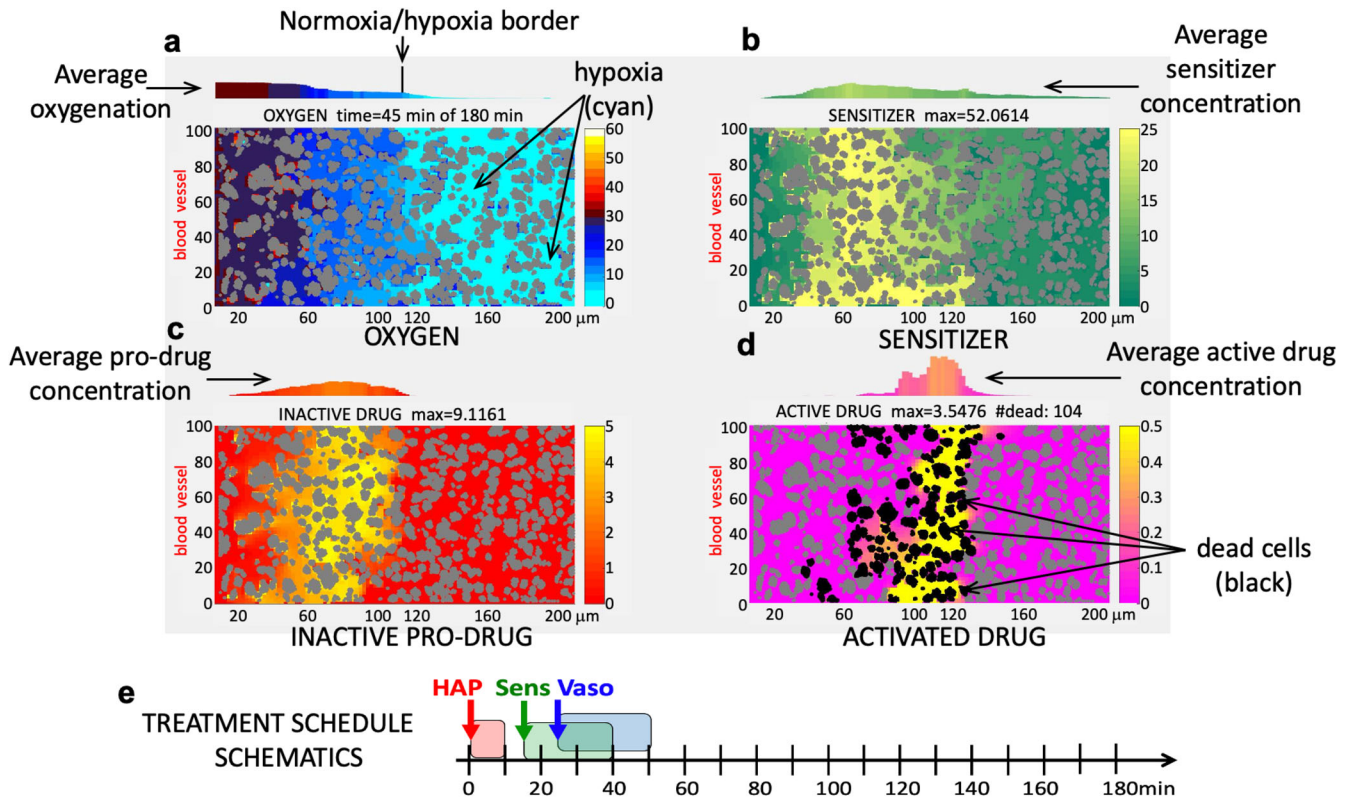 a
Normoxia/hypoxia border
Average
oxygenation
hypoxia
(cyan)
OXYGEN time=45 min of 180 min
100
80
60
40
20
0
blood vessel
60
50
40
30
20
10
0
20 60 100 120 160 200 µm
OXYGEN
b
Average
sensitizer
concentration
SENSITIZER max=52.0614
100
80
60
40
20
0
blood vessel
25
20
15
10
5
0
20 60 100 120 160 200 µm
SENSITIZER
c
Average pro-drug
concentration
INACTIVE DRUG max=9.1161
100
80
60
40
20
0
blood vessel
5
4
3
2
1
0
20 60 100 120 160 200 µm
INACTIVE PRO-DRUG
d
Average active drug
concentration
ACTIVE DRUG max=3.5476 #dead: 104
100
80
60
40
20
0
blood vessel
0.5
0.4
0.3
0.2
0.1
0
dead cells
(black)
20 60 100 120 160 200 µm
ACTIVATED DRUG
e
TREATMENT SCHEDULE
SCHEMATICS
HAP Sens Vaso
0 20 40 60 80 100 120 140 160 180min